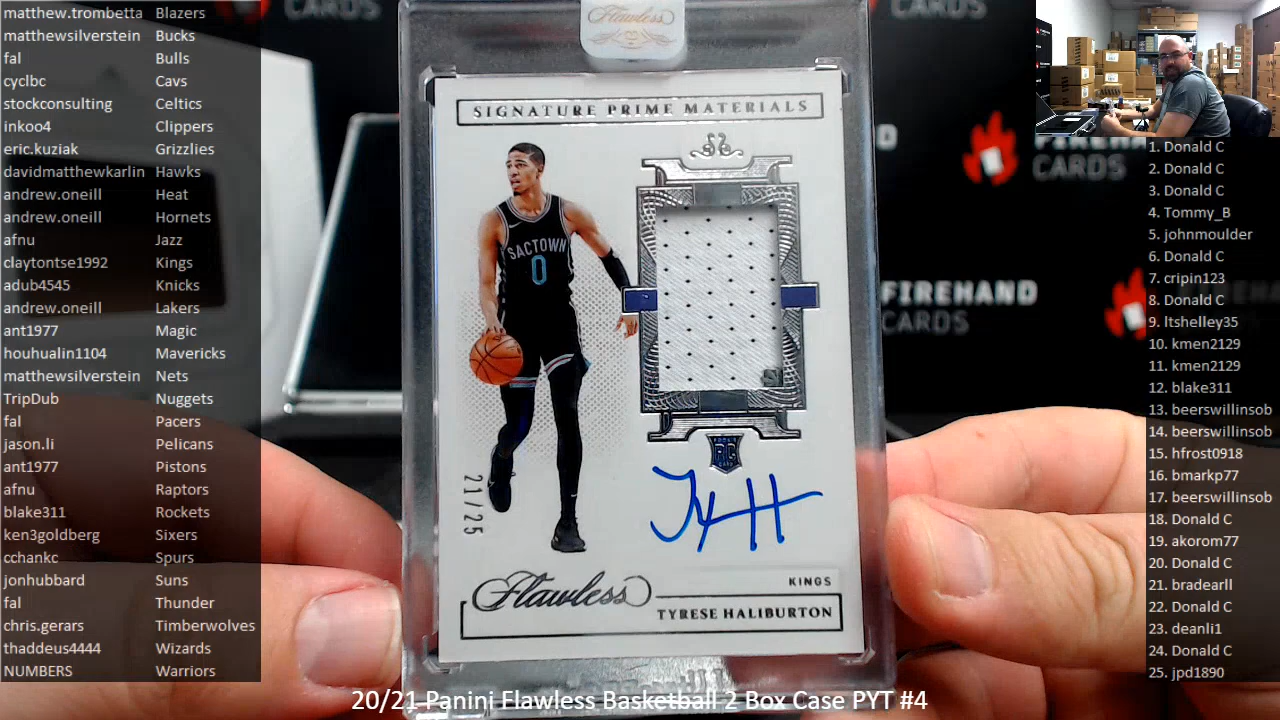 matthew.trombetta Blazers
matthewsilverstein Bucks
fal Bulls
cyclbc Cavs
stockconsulting Celtics
inkoo4 Clippers
eric.kuziak Grizzlies
davidmatthewkarlin Hawks
andrew.oneill Heat
andrew.oneill Hornets
afnu Jazz
claytontse1992 Kings
adub4545 Knicks
andrew.oneill Lakers
ant1977 Magic
houhualin1104 Mavericks
matthewsilverstein Nets
TripDub Nuggets
fal Pacers
jason.li Pelicans
ant1977 Pistons
afnu Raptors
blake311 Rockets
ken3goldberg Sixers
cchankc Spurs
jonhubbard Suns
fal Thunder
chris.gerars Timberwolves
thaddeus4444 Wizards
NUMBERS Warriors
CARDS
Flawless
CARDS
SIGNATURE PRIME MATERIALS
SACTOWN
0
21/25
Flawless
KINGS
TYRESE HALIBURTON
FIREHAND
CARDS
CARDS
1. Donald C
2. Donald C
3. Donald C
4. Tommy_B
5. johnmoulder
6. Donald C
7. cripin123
8. Donald C
9. ltshelley35
10. kmen2129
11. kmen2129
12. blake311
13. beerswillinsob
14. beerswillinsob
15. hfrost0918
16. bmarkp77
17. beerswillinsob
18. Donald C
19. akorom77
20. Donald C
21. bradearll
22. Donald C
23. deanli1
24. Donald C
25. jpd1890
20/21 Panini Flawless Basketball 2 Box Case PYT #4